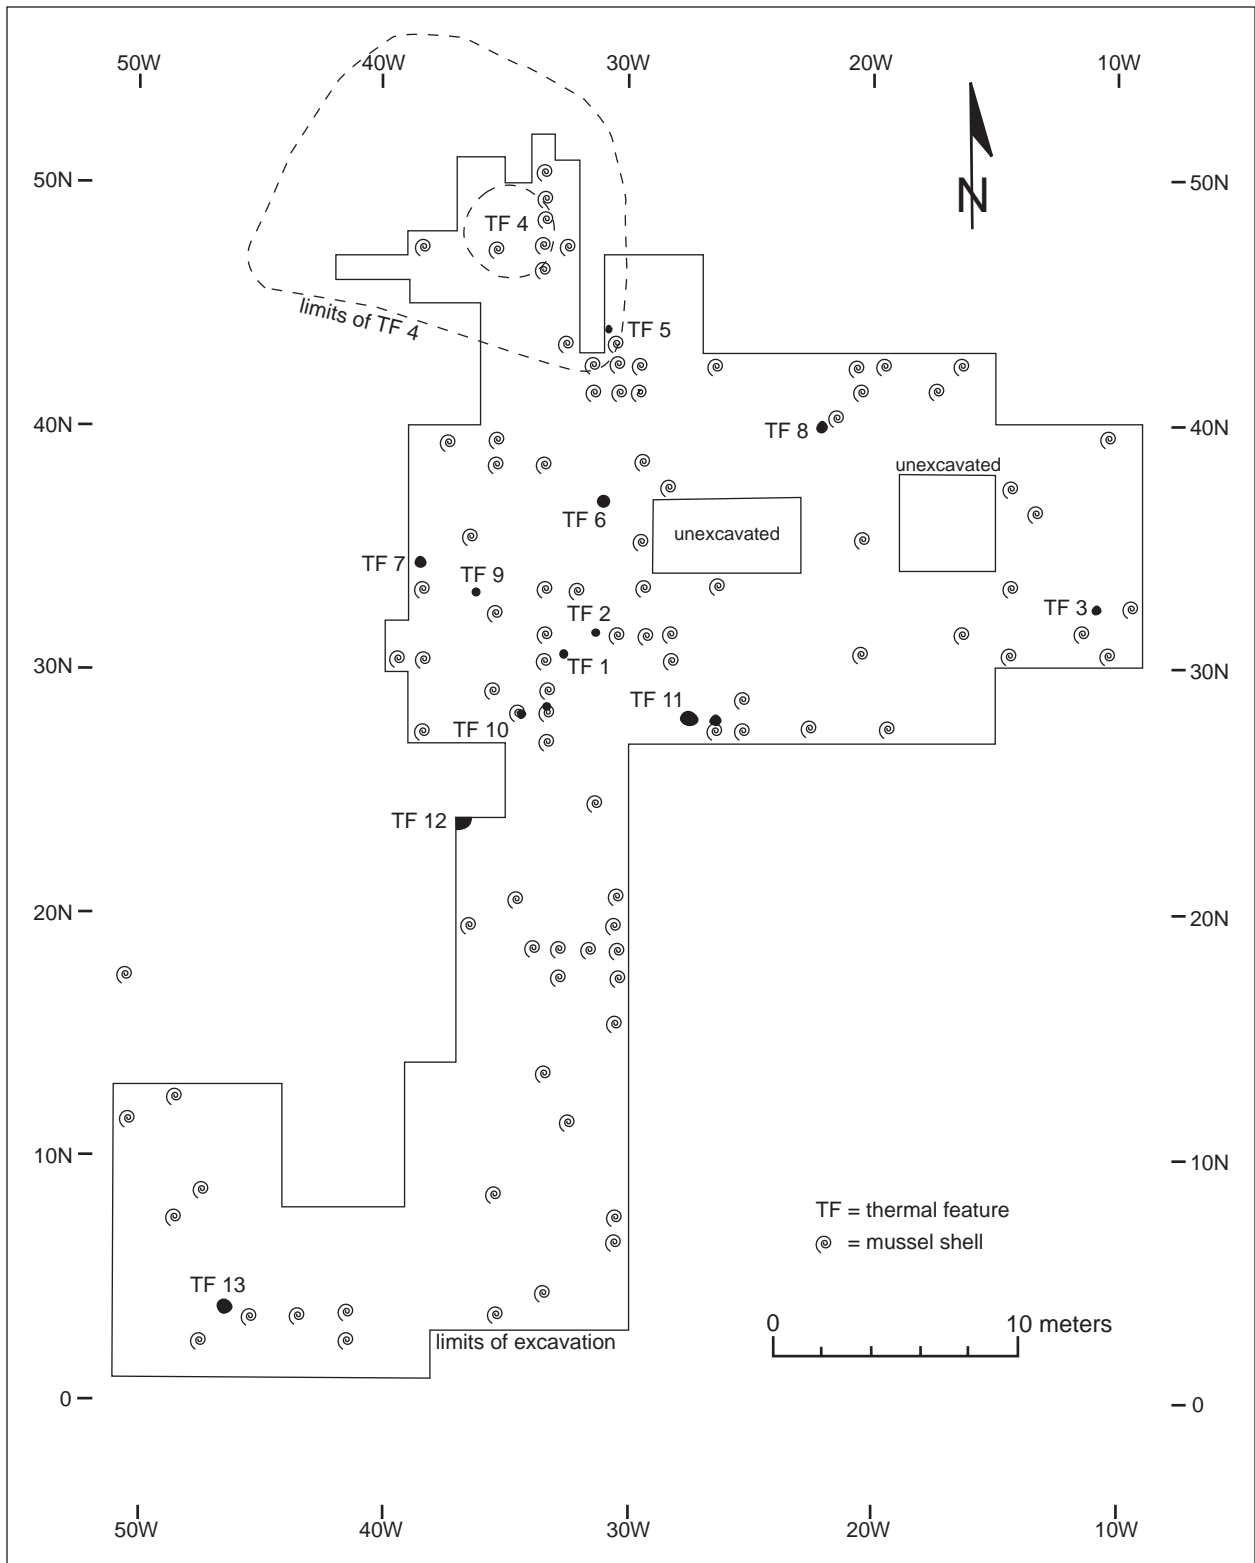 50W
40W
30W
20W
10W
50N
50N
N
TF 4
limits of TF 4
TF 5
40N
TF 8
40N
unexcavated
TF 6
unexcavated
TF 7
TF 9
TF 2
TF 3
30N
TF 1
30N
TF 11
TF 10
TF 12
20N
20N
10N
10N
TF = thermal feature
= mussel shell
TF 13
0
10 meters
limits of excavation
0
0
50W
40W
30W
20W
10W